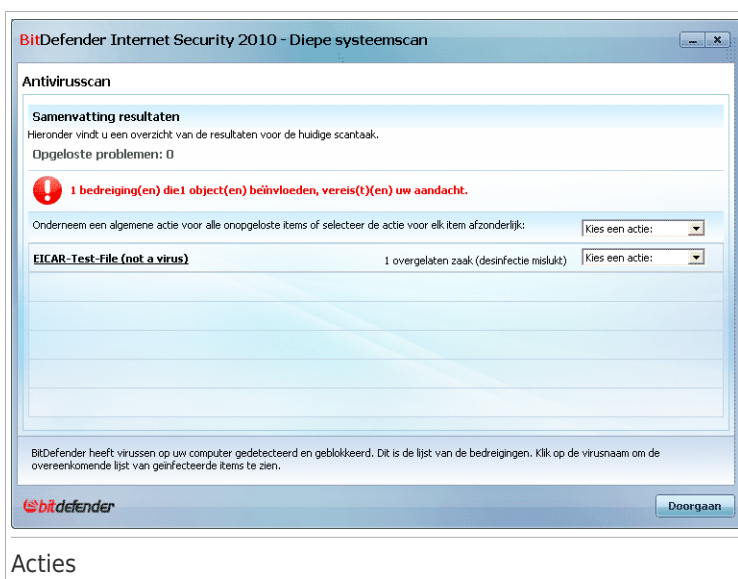 BitDefender Internet Security 2010 - Diepe systeemscan
Antivirusscan
Samenvatting resultaten
Hieronder vindt u een overzicht van de resultaten voor de huidige scantaak.
Opgeloste problemen: 0
1 bedreiging(en) die1 object(en) beïnvloeden, vereis(t)(en) uw aandacht.
Onderneem een algemene actie voor alle onopgeloste items of selecteer de actie voor elk item afzonderlijk: Kies een actie:
EICAR-Test-File (not a virus) 1 overgelaten zaak (desinfectie mislukt) Kies een actie:
BitDefender heeft virussen op uw computer gedetecteerd en geblokkeerd. Dit is de lijst van de bedreigingen. Klik op de virusnaam om de
overeenkomende lijst van geïnfecteerde items te zien.
bitdefender Doorgaan
Acties